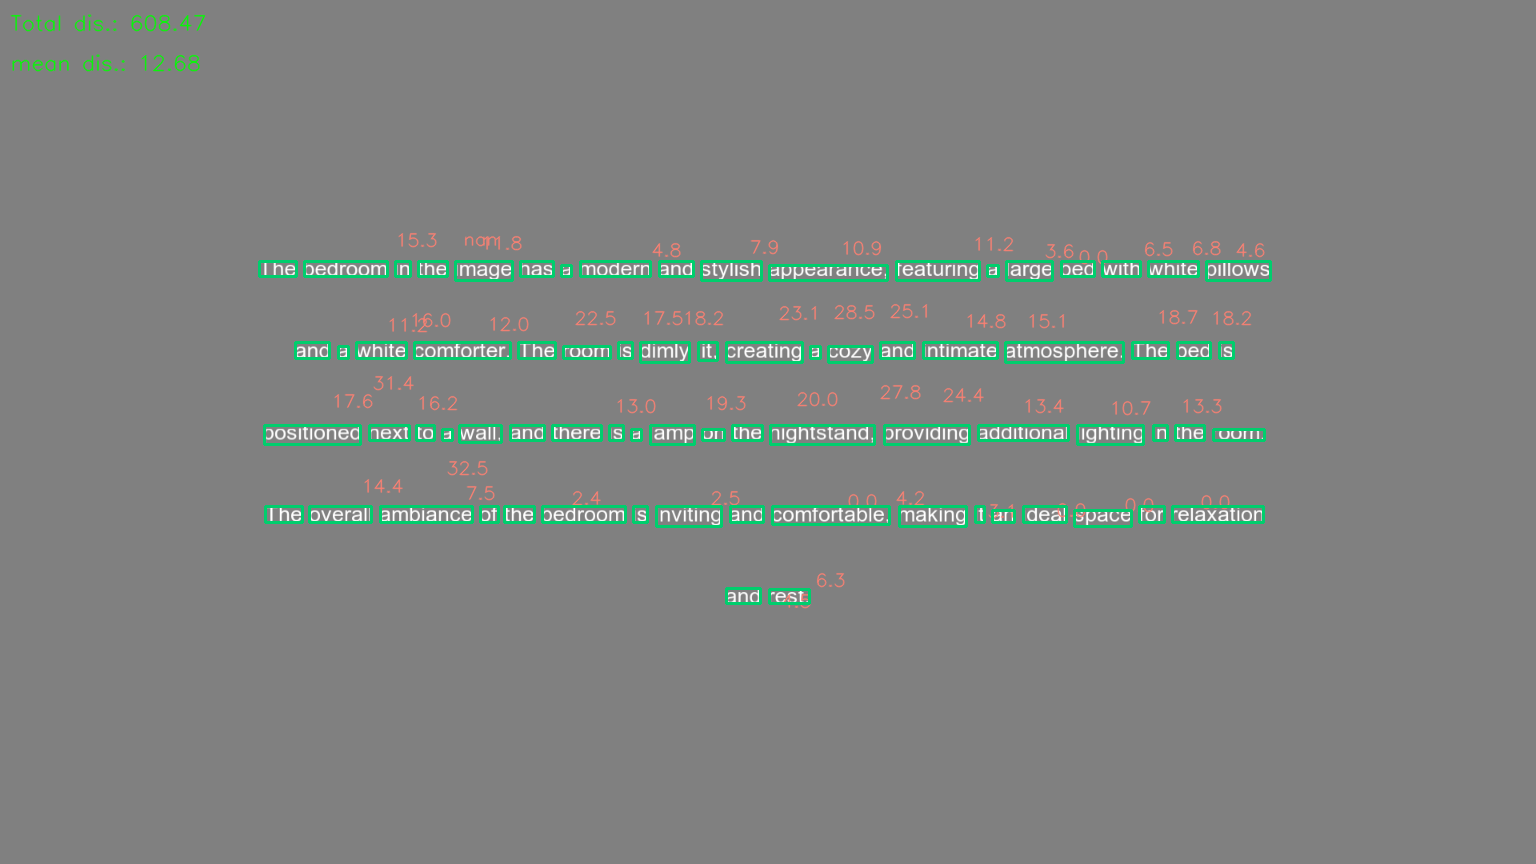 Total dis.: 608.47
mean dis.: 12.68
15.3 nan 11.8 4.8 7.9 10.9 11.2 3.6 0.0 6.5 6.8 4.6
The bedroom in the image has a modern and stylish appearance, featuring a large bed with white pillows
11.2 16.0 12.0 22.5 17.5 18.2 23.1 28.5 25.1 14.8 15.1 18.7 18.2
and a white comforter. The room is dimly lit, creating a cozy and intimate atmosphere. The bed is
17.6 31.4 16.2 13.0 19.3 20.0 27.8 24.4 13.4 10.7 13.3
positioned next to a wall, and there is a lamp on the nightstand, providing additional lighting in the room.
14.4 32.5 7.5 2.4 2.5 0.0 4.2 0.0 0.0
The overall ambiance of the bedroom is inviting and comfortable, making it an ideal space for relaxation
6.3
and rest.